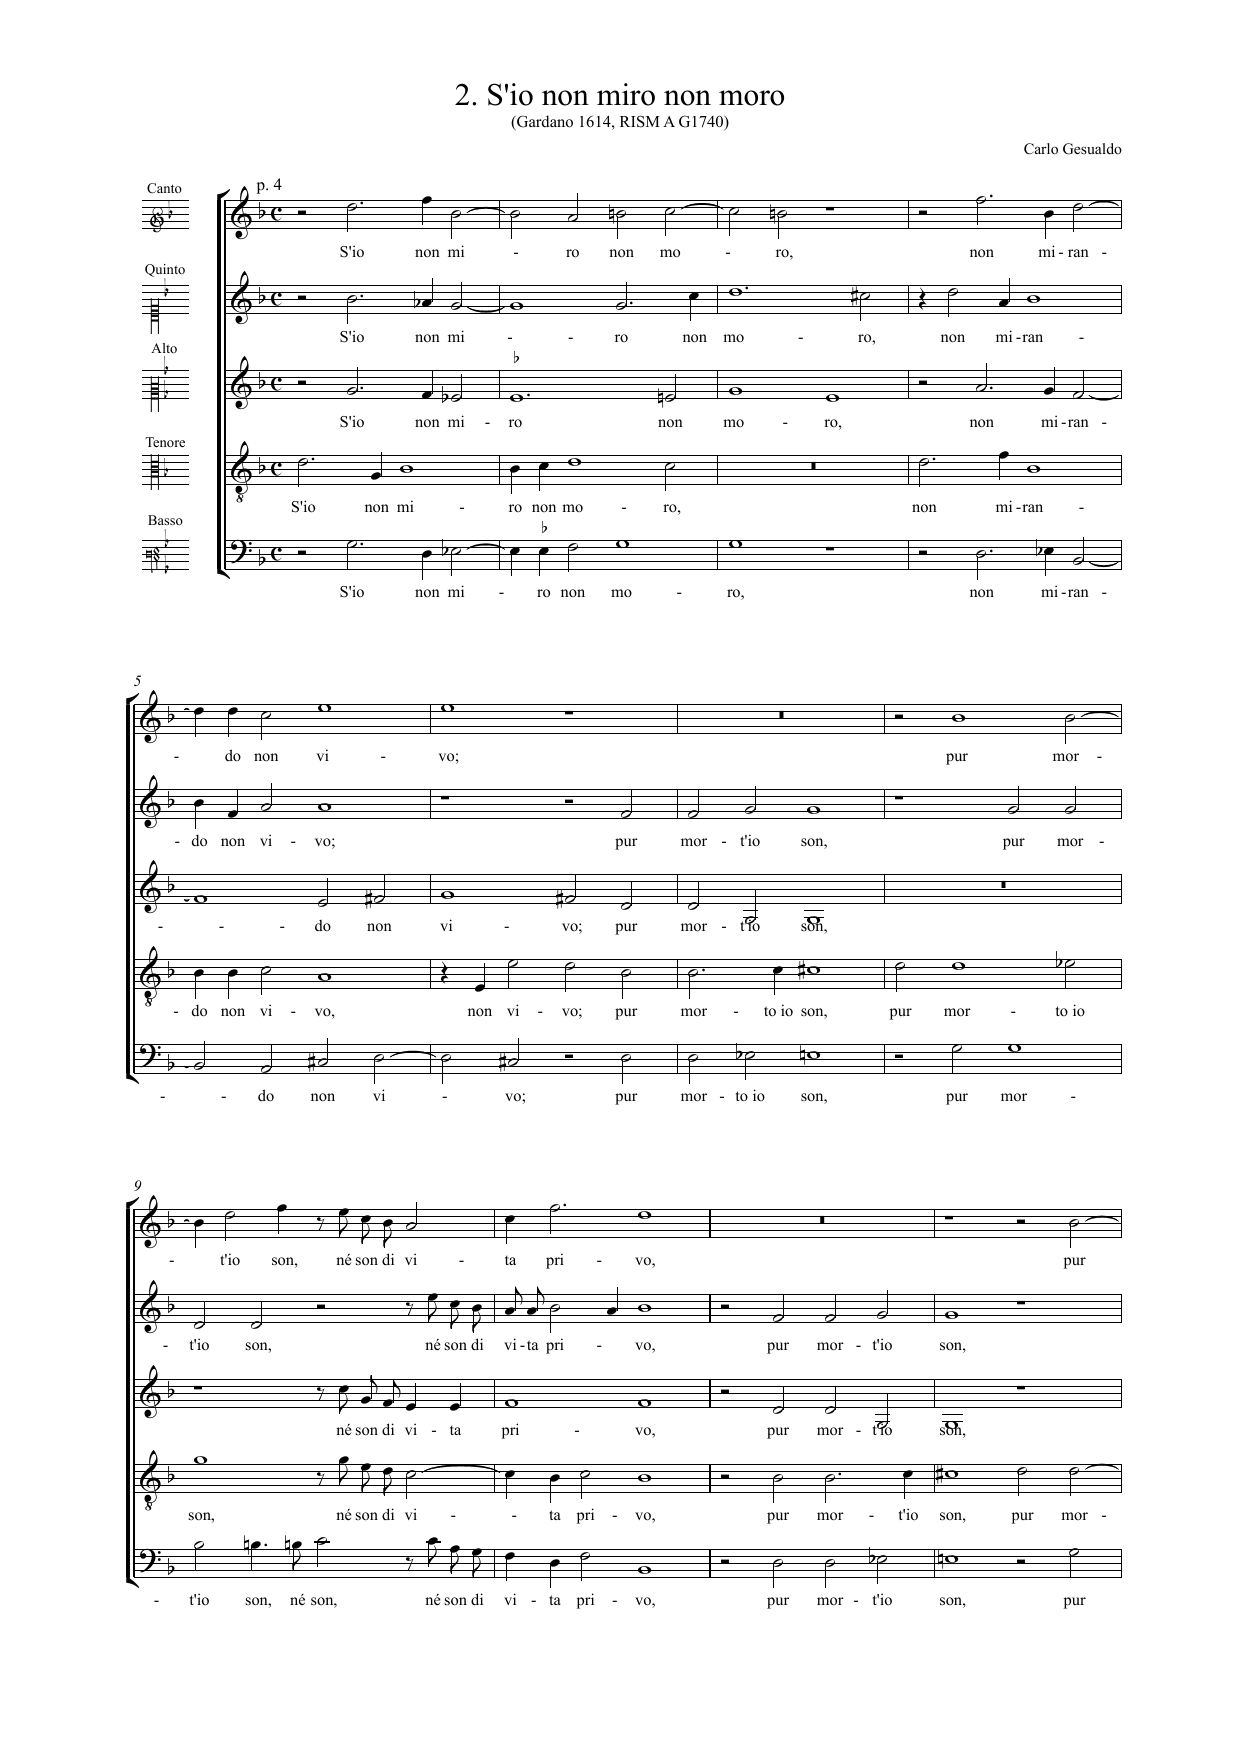 2. S'io non miro non moro
(Gardano 1614, RISM A G1740)
Carlo Gesualdo
Canto
p. 4
S'io non mi - ro non mo - ro, non mi - ran -
Quinto
S'io non mi - - ro non mo - ro, non mi - ran -
Alto
S'io non mi - ro non mo - ro, non mi - ran -
Tenore
S'io non mi - ro non mo - ro, non mi - ran -
Basso
S'io non mi - ro non mo - ro, non mi - ran -
5
- do non vi - vo; pur mor -
- do non vi - vo; pur mor - t'io son, pur mor -
- - - do non vi - vo; pur mor - t'io son,
- do non vi - vo, non vi - vo; pur mor - to io son, pur mor - to io
- - do non vi - vo; pur mor - to io son, pur mor -
9
- t'io son, né son di vi - ta pri - vo, pur
- t'io son, né son di vi - ta pri - vo, pur mor - t'io son,
né son di vi - ta pri - vo, pur mor - t'io son,
son, né son di vi - - ta pri - vo, pur mor - t'io son, pur mor -
- t'io son, né son, né son di vi - ta pri - vo, pur mor - t'io son, pur